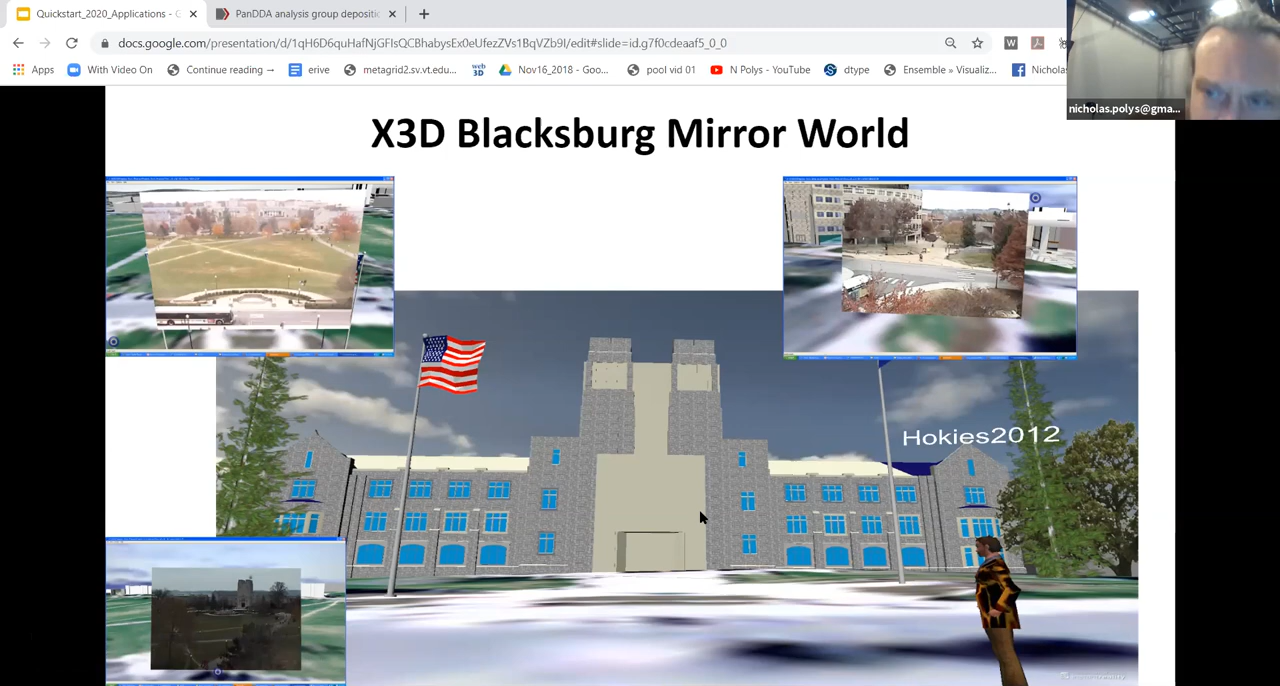 Quickstart_2020_Applications - G
PanDDA analysis group depositio
docs.google.com/presentation/d/1qH6D6quHafNjGFIsQCBhabysEx0eUfezZVs1BqVZb9I/edit#slide=id.g7f0cdeaaf5_0_0
Apps
With Video On
Continue reading →
erive
metagrid2.sv.vt.edu...
web 3D
Nov16_2018 - Goo...
pool vid 01
N Polys - YouTube
dtype
Ensemble » Visualiz...
Nichola
nicholas.polys@gma...
X3D Blacksburg Mirror World
Hokies2012